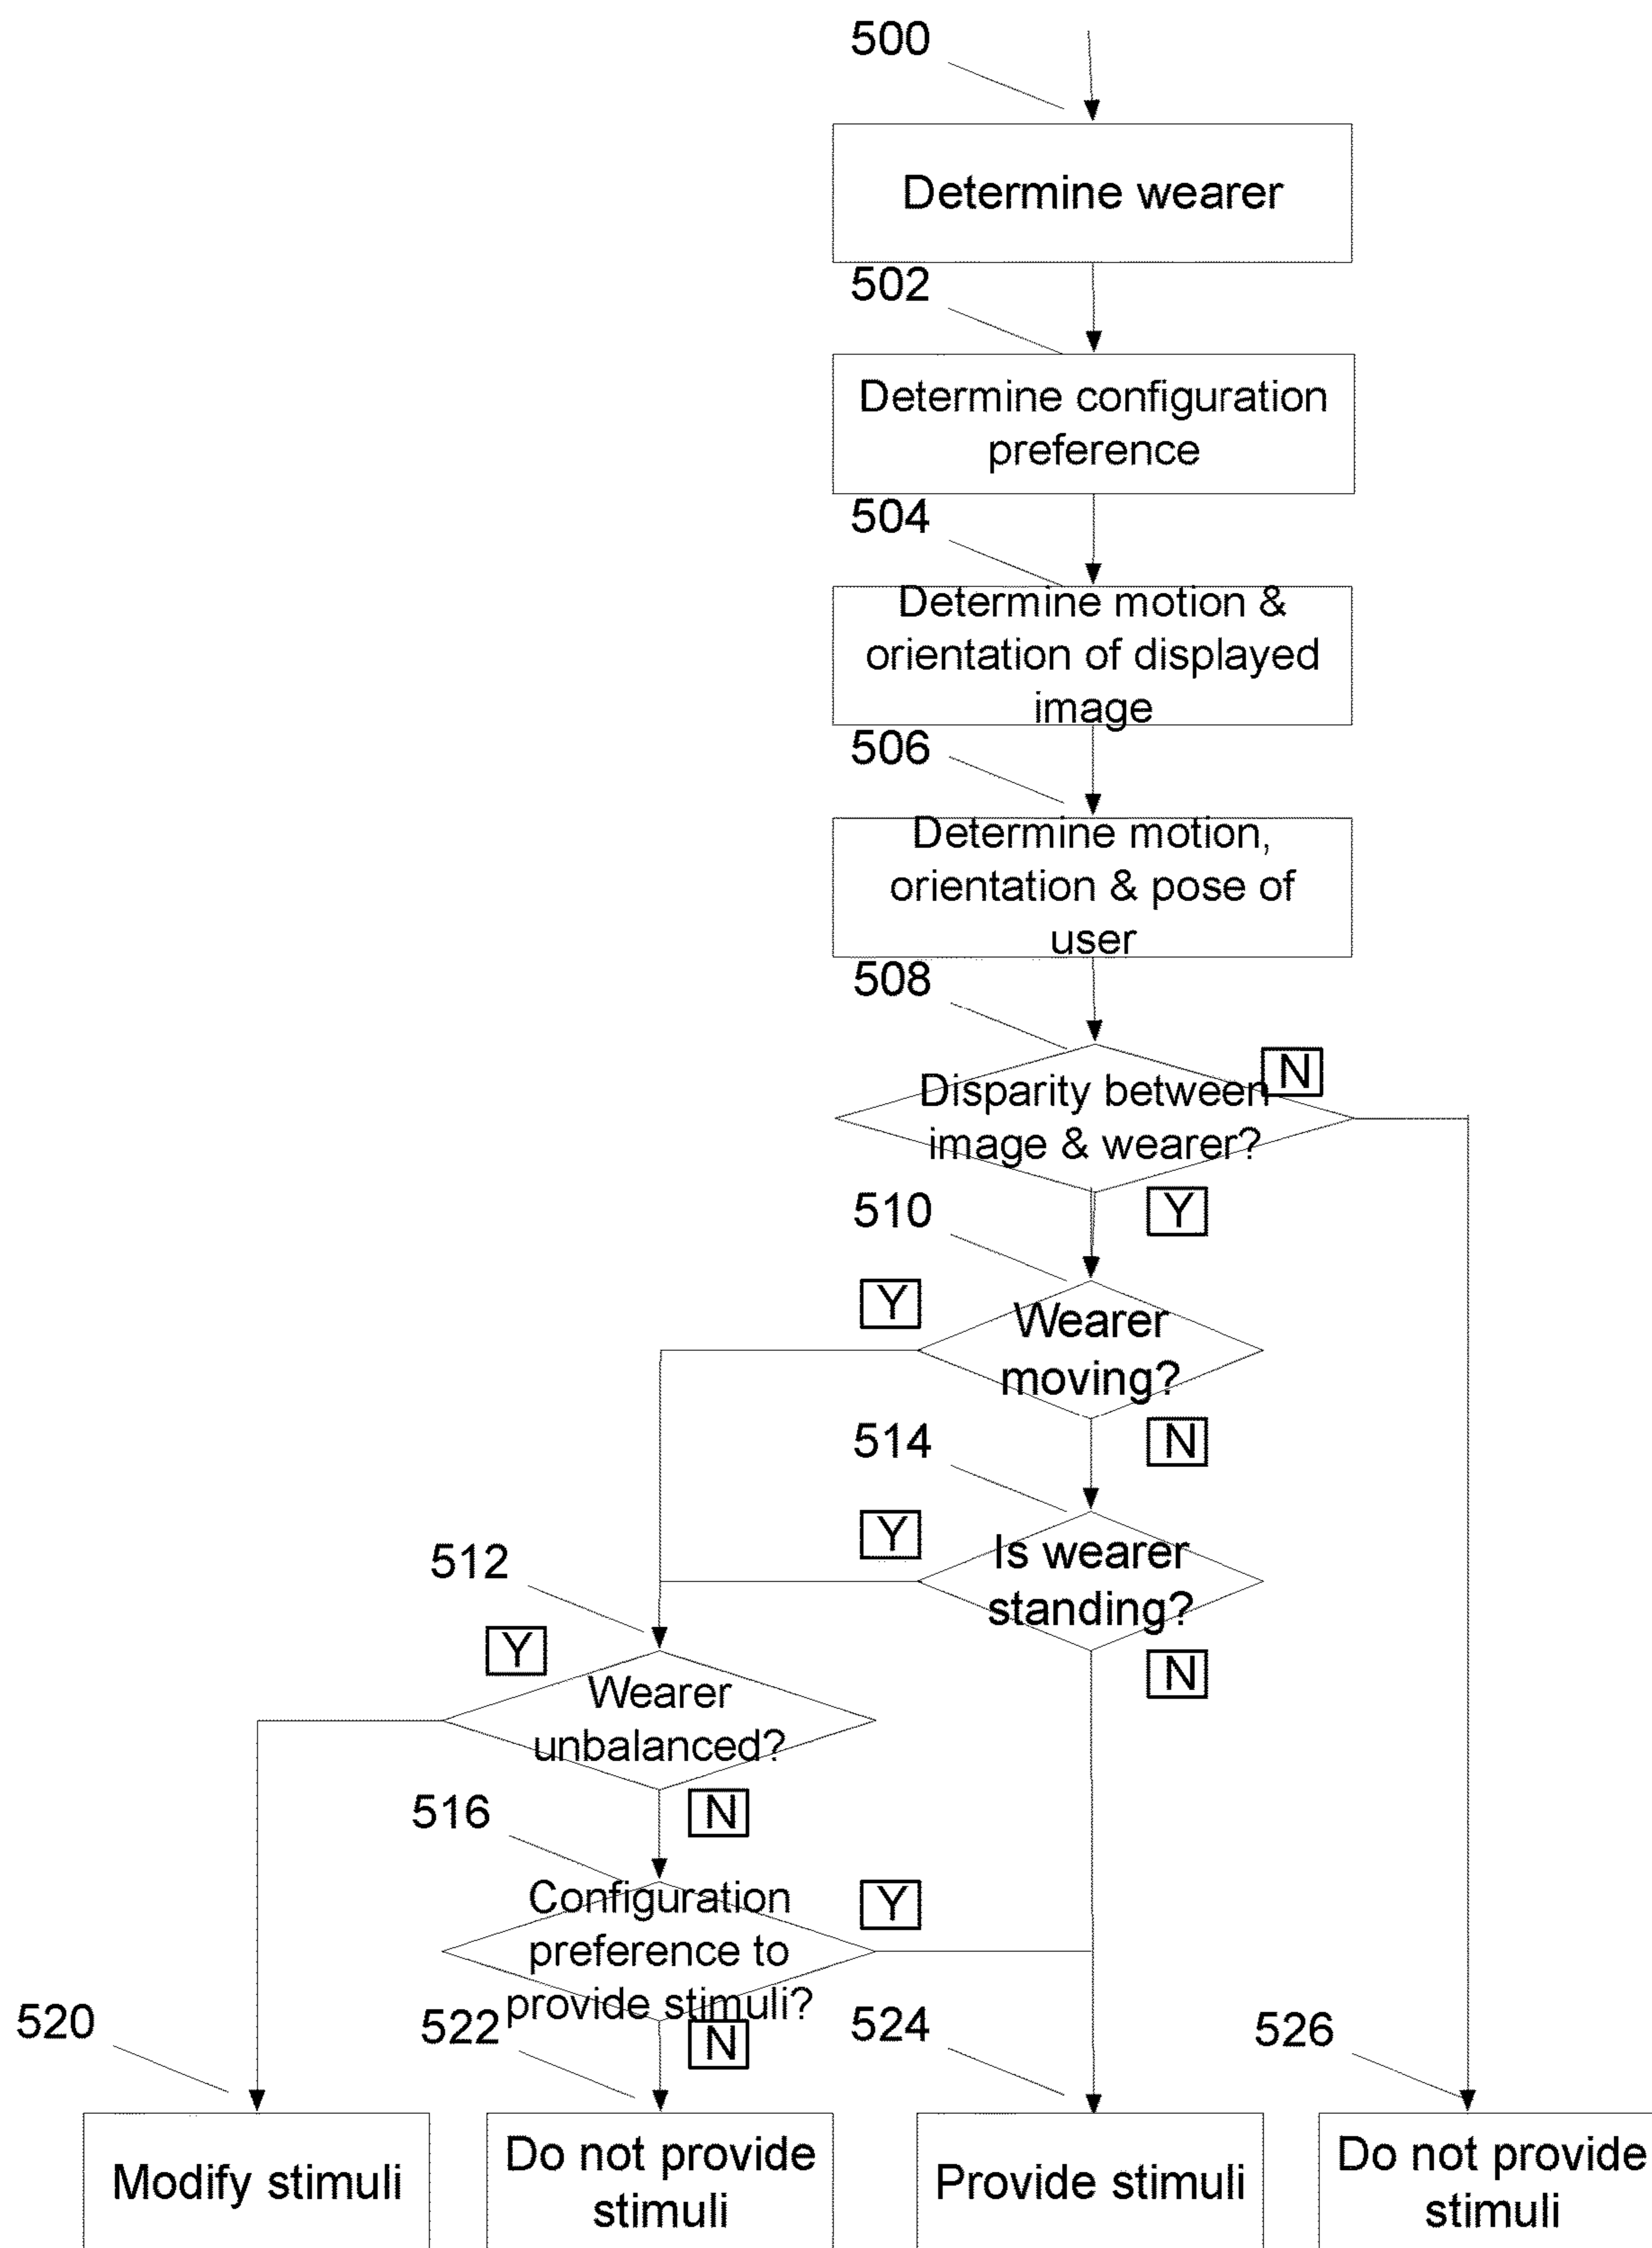 500
Determine wearer
502
Determine configuration
preference
504
Determine motion &
orientation of displayed
image
506
Determine motion,
orientation & pose of
user
508
N
Disparity between
image & wearer?
Y
510
Y
Wearer
moving?
N
514
Y
Is wearer
standing?
N
512
Y
Wearer
unbalanced?
N
516
Y
Configuration
preference to
provide stimuli?
N
520
Modify stimuli
522
Do not provide
stimuli
524
Provide stimuli
526
Do not provide
stimuli